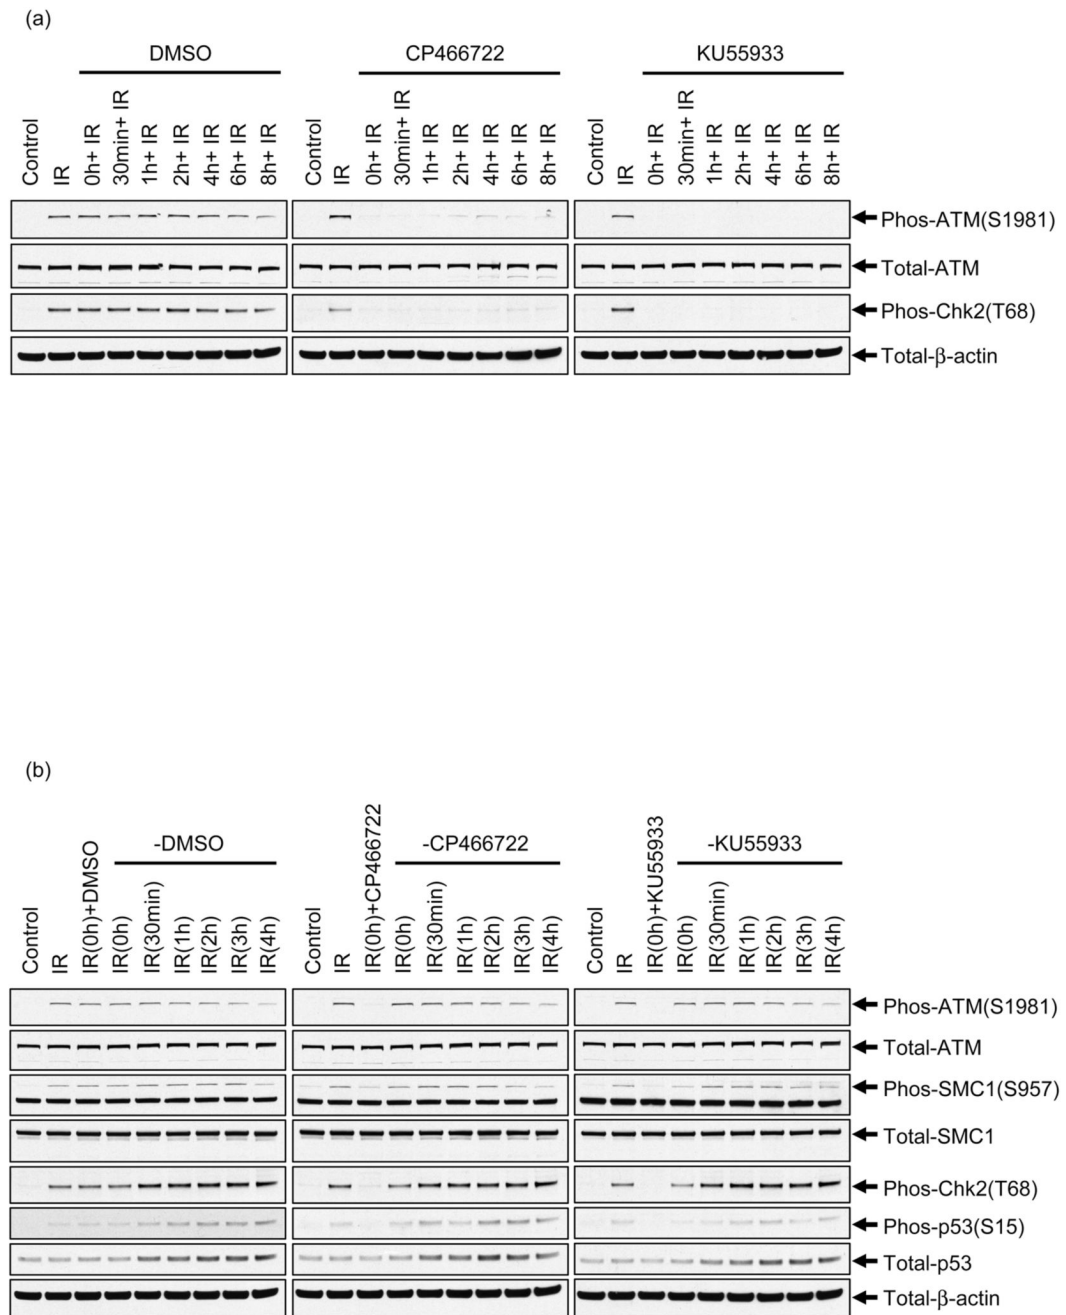 (a)
DMSO
CP466722
KU55933
Control
IR
0h+ IR
30min+ IR
1h+ IR
2h+ IR
4h+ IR
6h+ IR
8h+ IR
Control
IR
0h+ IR
30min+ IR
1h+ IR
2h+ IR
4h+ IR
6h+ IR
8h+ IR
Control
IR
0h+ IR
30min+ IR
1h+ IR
2h+ IR
4h+ IR
6h+ IR
8h+ IR
Phos-ATM(S1981)
Total-ATM
Phos-Chk2(T68)
Total-β-actin
(b)
-DMSO
-CP466722
-KU55933
Control
IR
IR(0h)+DMSO
IR(0h)
IR(30min)
IR(1h)
IR(2h)
IR(3h)
IR(4h)
Control
IR
IR(0h)+CP466722
IR(0h)
IR(30min)
IR(1h)
IR(2h)
IR(3h)
IR(4h)
Control
IR
IR(0h)+KU55933
IR(0h)
IR(30min)
IR(1h)
IR(2h)
IR(3h)
IR(4h)
Phos-ATM(S1981)
Total-ATM
Phos-SMC1(S957)
Total-SMC1
Phos-Chk2(T68)
Phos-p53(S15)
Total-p53
Total-β-actin